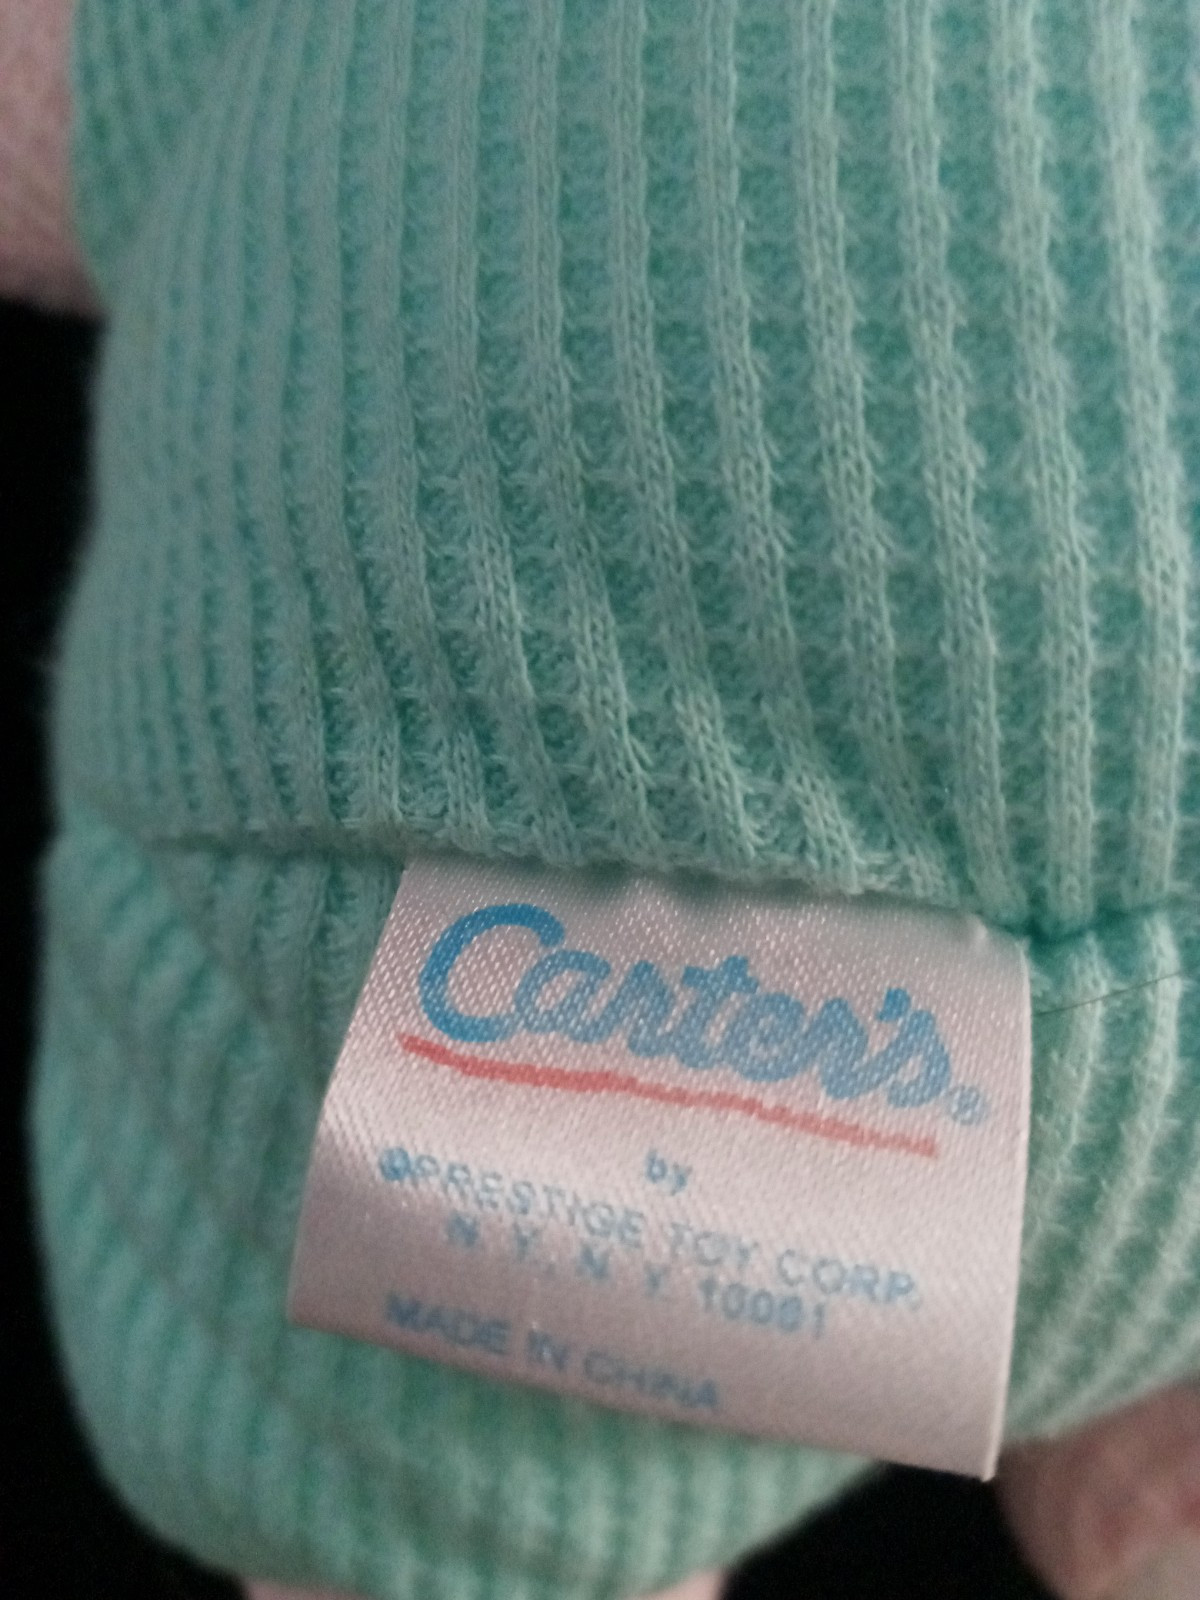 Carter's®
by
©PRESTIGE TOY CORP.
N.Y., N.Y. 10001
MADE IN CHINA